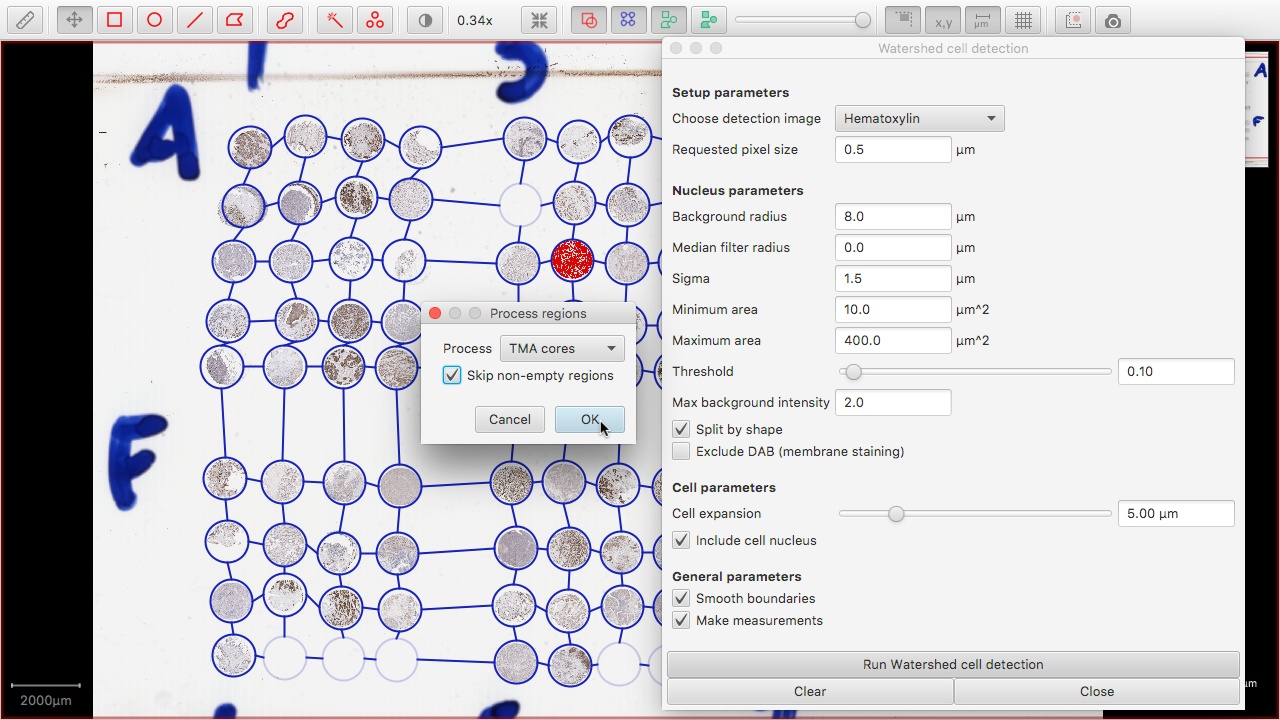 0.34x
x,y
µm
Watershed cell detection
Setup parameters
Choose detection image
Hematoxylin
Requested pixel size
0.5
µm
Nucleus parameters
Background radius
8.0
µm
Median filter radius
0.0
µm
Sigma
1.5
µm
Minimum area
10.0
µm^2
Maximum area
400.0
µm^2
Threshold
0.10
Max background intensity
2.0
Split by shape
Exclude DAB (membrane staining)
Cell parameters
Cell expansion
5.00 µm
Include cell nucleus
General parameters
Smooth boundaries
Make measurements
Run Watershed cell detection
Clear
Close
Process regions
Process
TMA cores
Skip non-empty regions
Cancel
OK
A
F
A
F
2000µm
µm